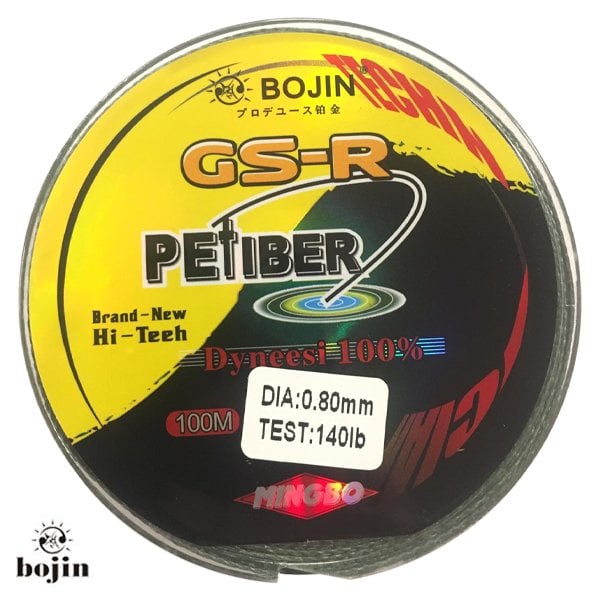 BOJIN®
プロデュース铂金
GS-R
PEtIBER
Brand-New
Hi-Teeh
Dyneesi 100%
100M
DIA:0.80mm
TEST:140lb
MINGBO
bojin